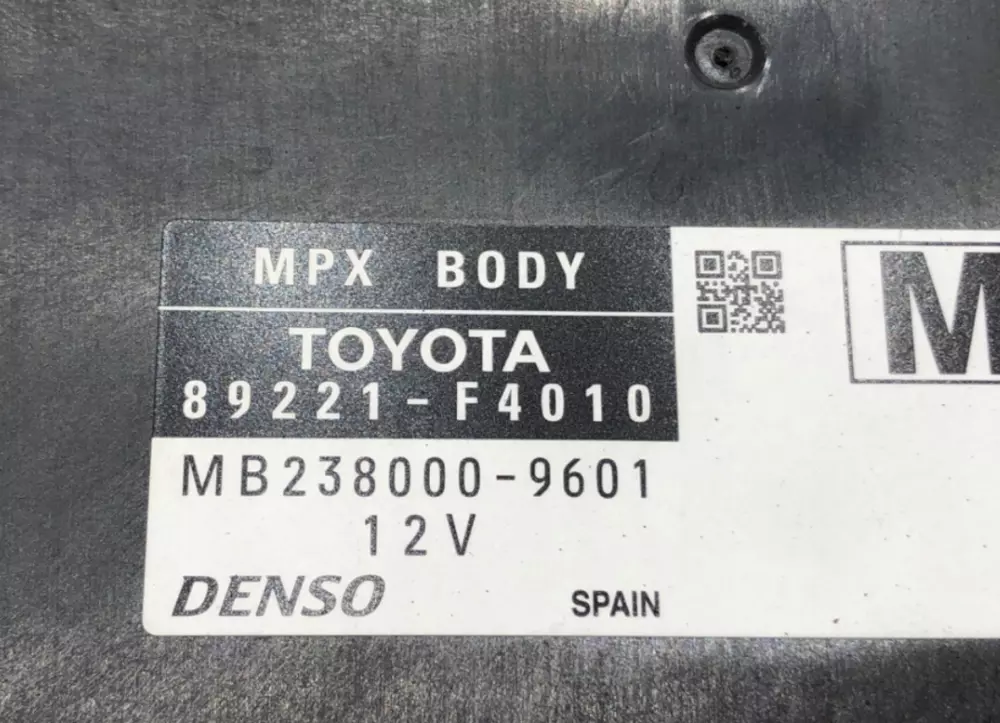 MPX BODY
TOYOTA
89221-F4010
MB238000-9601
12V
DENSO
SPAIN
M